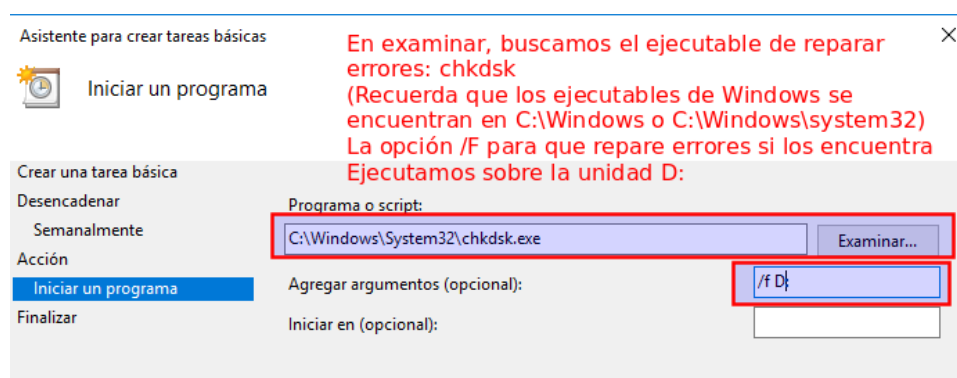 Asistente para crear tareas básicas
En examinar, buscamos el ejecutable de reparar
errores: chkdsk
(Recuerda que los ejecutables de Windows se
encuentran en C:\Windows o C:\Windows\system32)
La opción /F para que repare errores si los encuentra
Ejecutamos sobre la unidad D:
Iniciar un programa
Crear una tarea básica
Desencadenar
Semanalmente
Acción
Iniciar un programa
Finalizar
Programa o script:
C:\Windows\System32\chkdsk.exe
Examinar...
Agregar argumentos (opcional):
/f D:
Iniciar en (opcional):